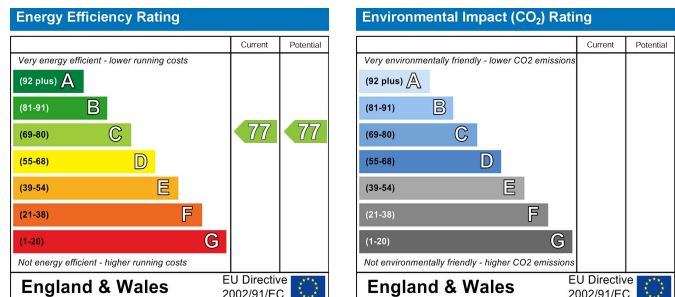 Energy Efficiency Rating
Current Potential
Very energy efficient - lower running costs
(92 plus) A
(81-91) B
(69-80) C 77 77
(55-68) D
(39-54) E
(21-38) F
(1-20) G
Not energy efficient - higher running costs
England & Wales
EU Directive
2002/91/EC
Environmental Impact (CO₂) Rating
Current Potential
Very environmentally friendly - lower CO2 emissions
(92 plus) A
(81-91) B
(69-80) C
(55-68) D
(39-54) E
(21-38) F
(1-20) G
Not environmentally friendly - higher CO2 emissions
England & Wales
EU Directive
2002/91/EC